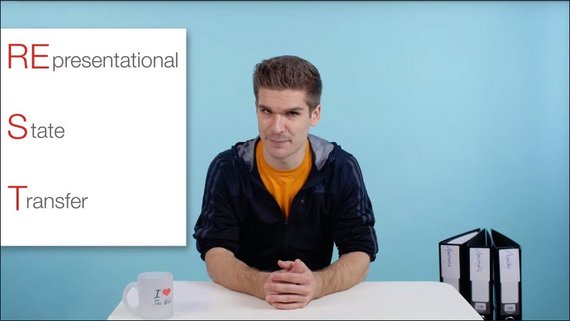 REpresentational
State
Transfer
I ❤
The Web